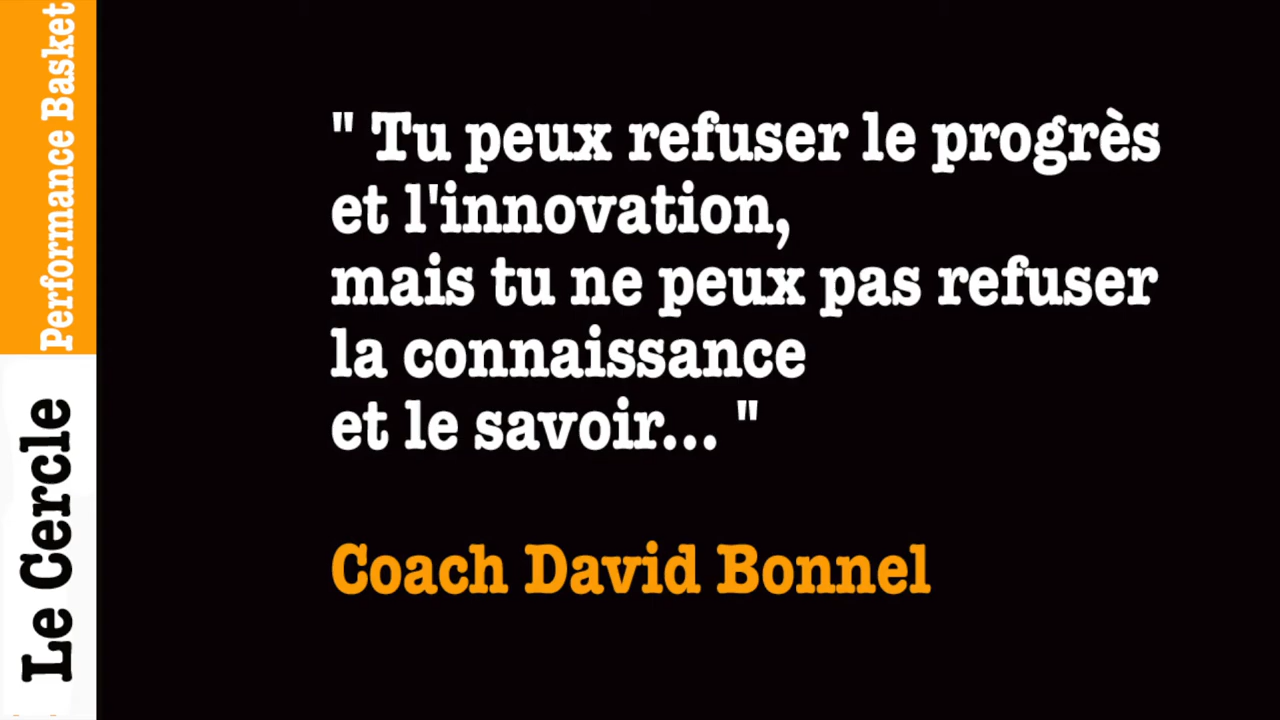 Performance Basket
Le Cercle
" Tu peux refuser le progrès
et l'innovation,
mais tu ne peux pas refuser
la connaissance
et le savoir... "
Coach David Bonnel